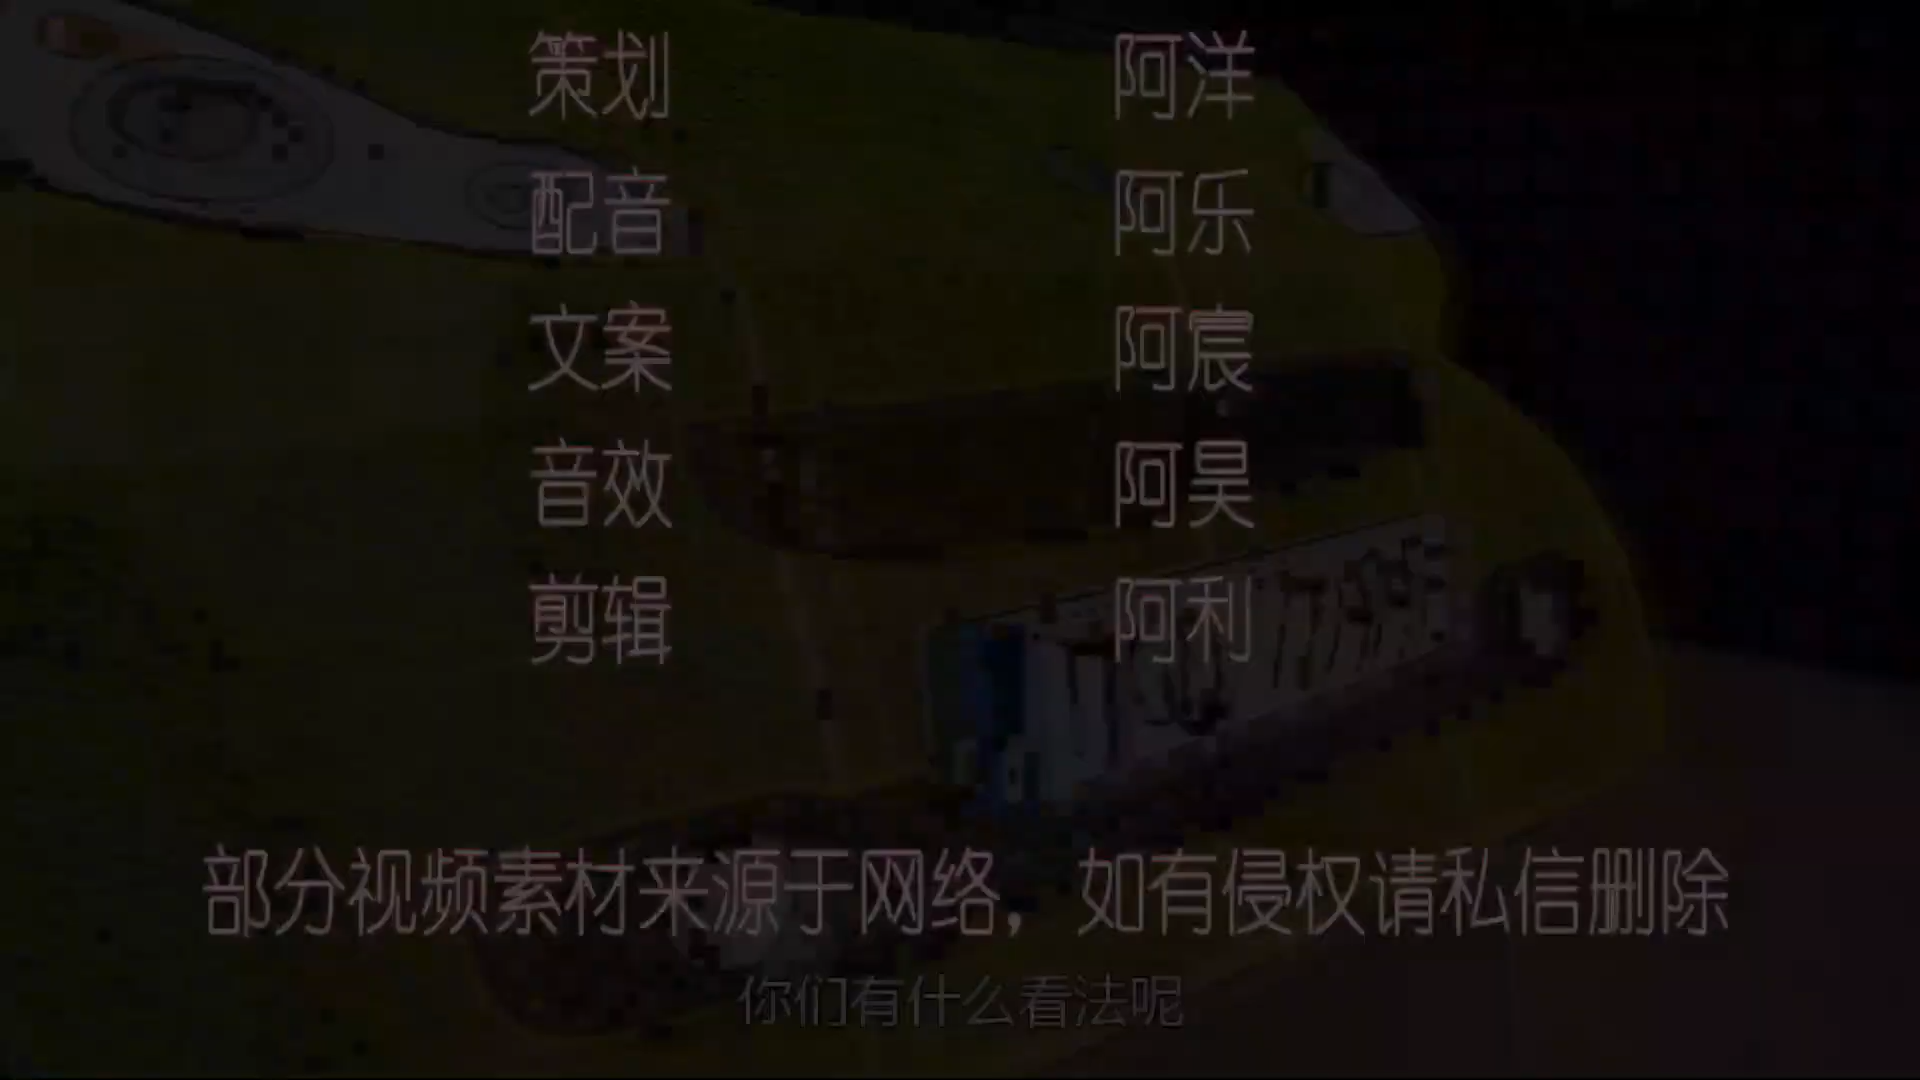 策划 阿洋
配音 阿乐
文案 阿宸
音效 阿昊
剪辑 阿利
部分视频素材来源于网络，如有侵权请私信删除
你们有什么看法呢